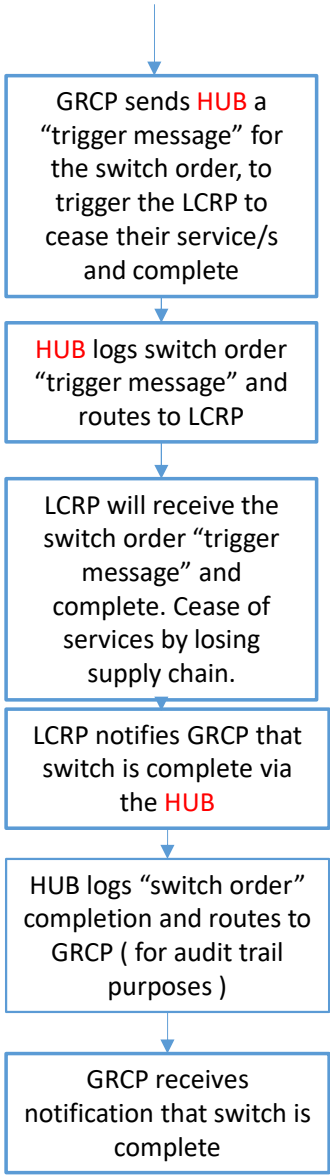 GRCP sends HUB a
“trigger message” for
the switch order, to
trigger the LCRP to
cease their service/s
and complete
HUB logs switch order
“trigger message” and
routes to LCRP
LCRP will receive the
switch order “trigger
message” and
complete. Cease of
services by losing
supply chain.
LCRP notifies GRCP that
switch is complete via
the HUB
HUB logs “switch order”
completion and routes to
GRCP ( for audit trail
purposes )
GRCP receives
notification that switch is
complete